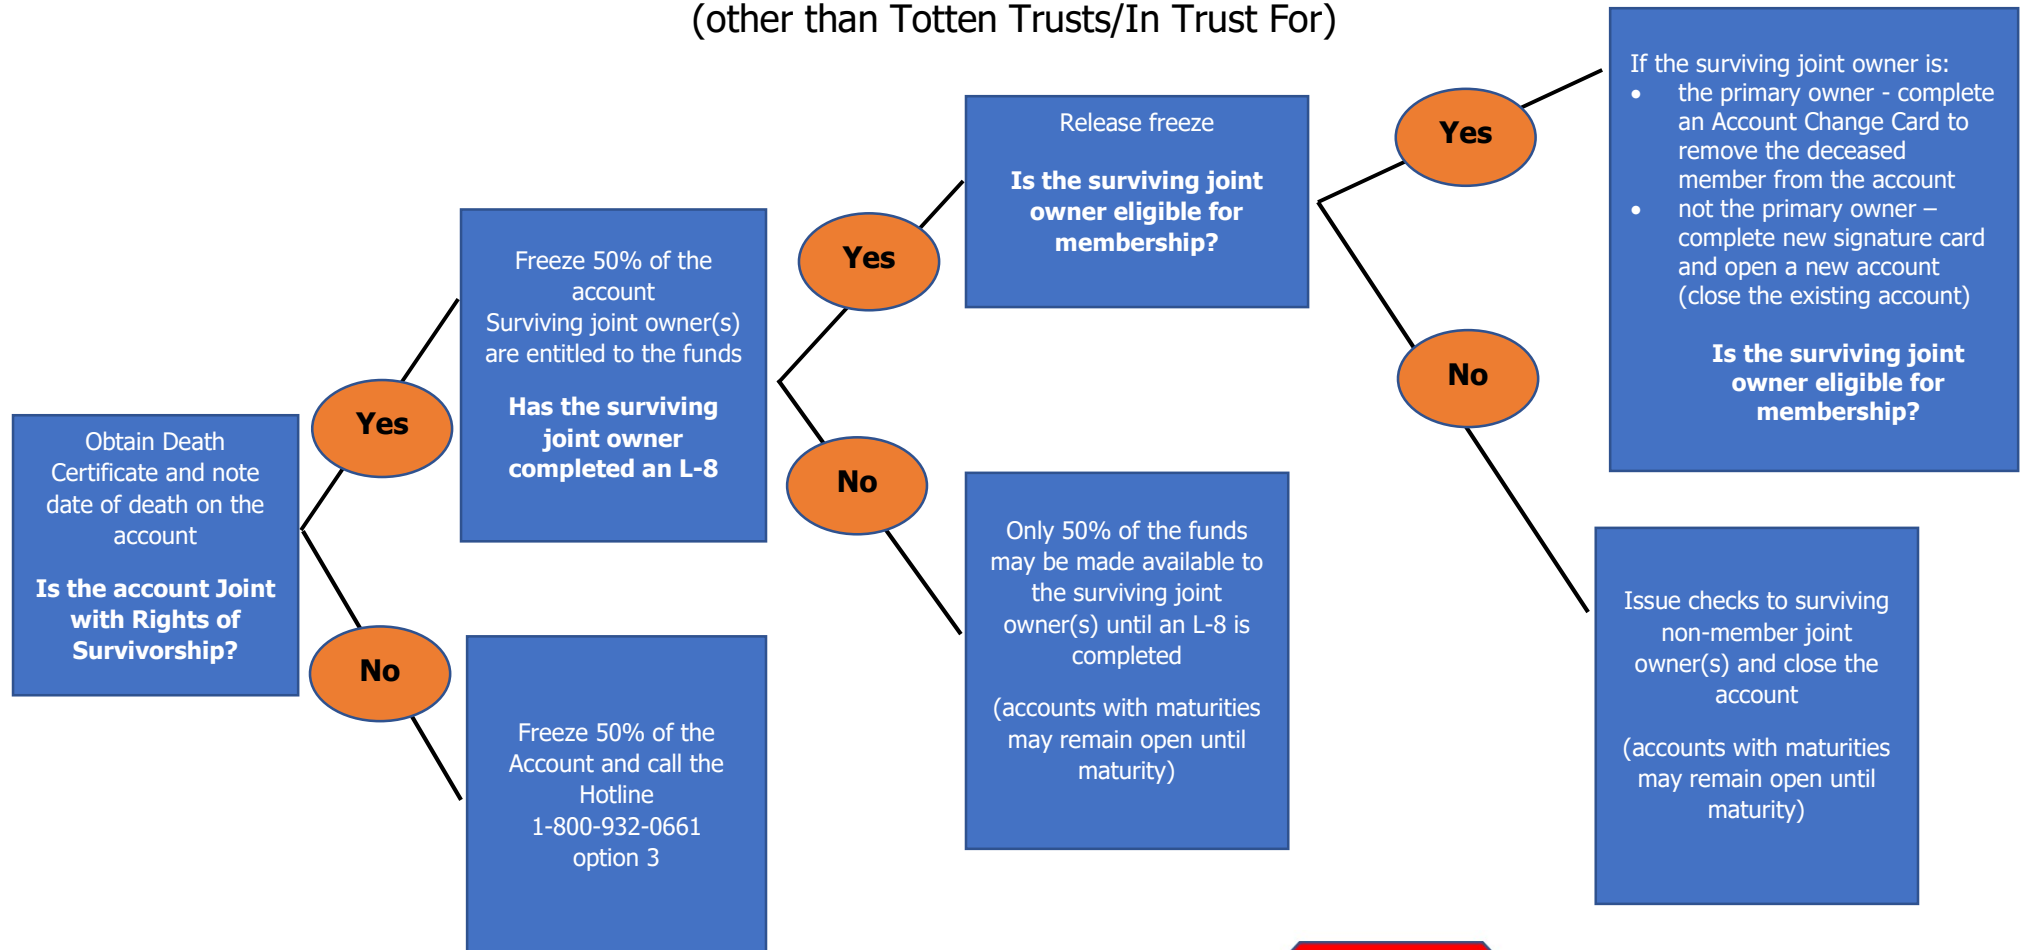 (other than Totten Trusts/In Trust For)
Obtain Death
Certificate and note
date of death on the
account
Is the account Joint
with Rights of
Survivorship?
Yes
No
Freeze 50% of the
account
Surviving joint owner(s)
are entitled to the funds
Has the surviving
joint owner
completed an L-8
Freeze 50% of the
Account and call the
Hotline
1-800-932-0661
option 3
Yes
No
Release freeze
Is the surviving joint
owner eligible for
membership?
Only 50% of the funds
may be made available to
the surviving joint
owner(s) until an L-8 is
completed
(accounts with maturities
may remain open until
maturity)
Yes
No
If the surviving joint owner is:
• the primary owner - complete
an Account Change Card to
remove the deceased
member from the account
• not the primary owner –
complete new signature card
and open a new account
(close the existing account)
Is the surviving joint
owner eligible for
membership?
Issue checks to surviving
non-member joint
owner(s) and close the
account
(accounts with maturities
may remain open until
maturity)